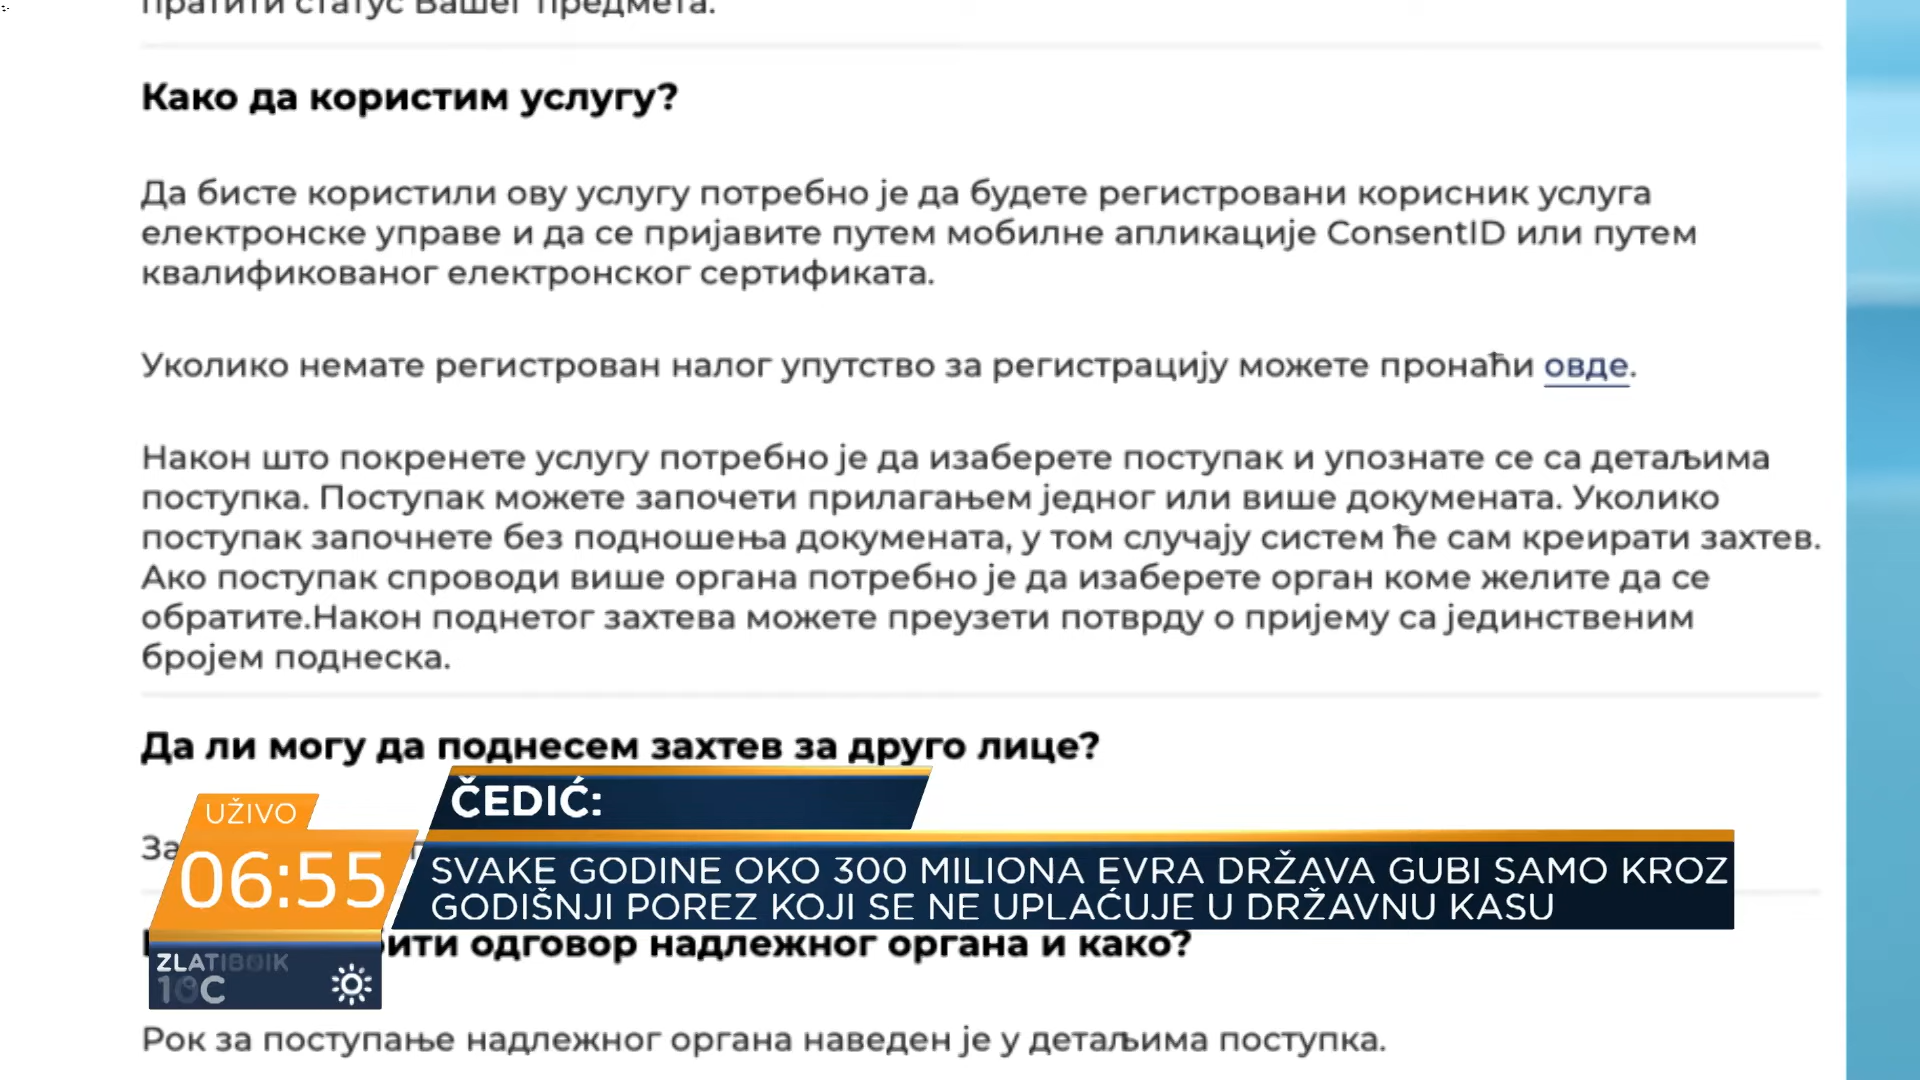 пратити статус Вашег предмета.
Како да користим услугу?
Да бисте користили ову услугу потребно је да будете регистровани корисник услуга
електронске управе и да се пријавите путем мобилне апликације ConsentID или путем
квалификованог електронског сертификата.
Уколико немате регистрован налог упутство за регистрацију можете пронаћи овде.
Након што покренете услугу потребно је да изаберете поступак и упознате се са детаљима
поступка. Поступак можете започети прилагањем једног или више докумената. Уколико
поступак започнете без подношења докумената, у том случају систем ће сам креирати захтев.
Ако поступак спроводи више органа потребно је да изаберете орган коме желите да се
обратите.Након поднетог захтева можете преузети потврду о пријему са јединственим
бројем поднеска.
Да ли могу да поднесем захтев за друго лице?
ČEDIĆ:
UŽIVO
06:55
SVAKE GODINE OKO 300 MILIONA EVRA DRŽAVA GUBI SAMO KROZ
GODIŠNJI POREZ KOJI SE NE UPLAĆUJE U DRŽAVNU KASU
одговор надлежног органа и како?
Рок за поступање надлежног органа наведен је у детаљима поступка.